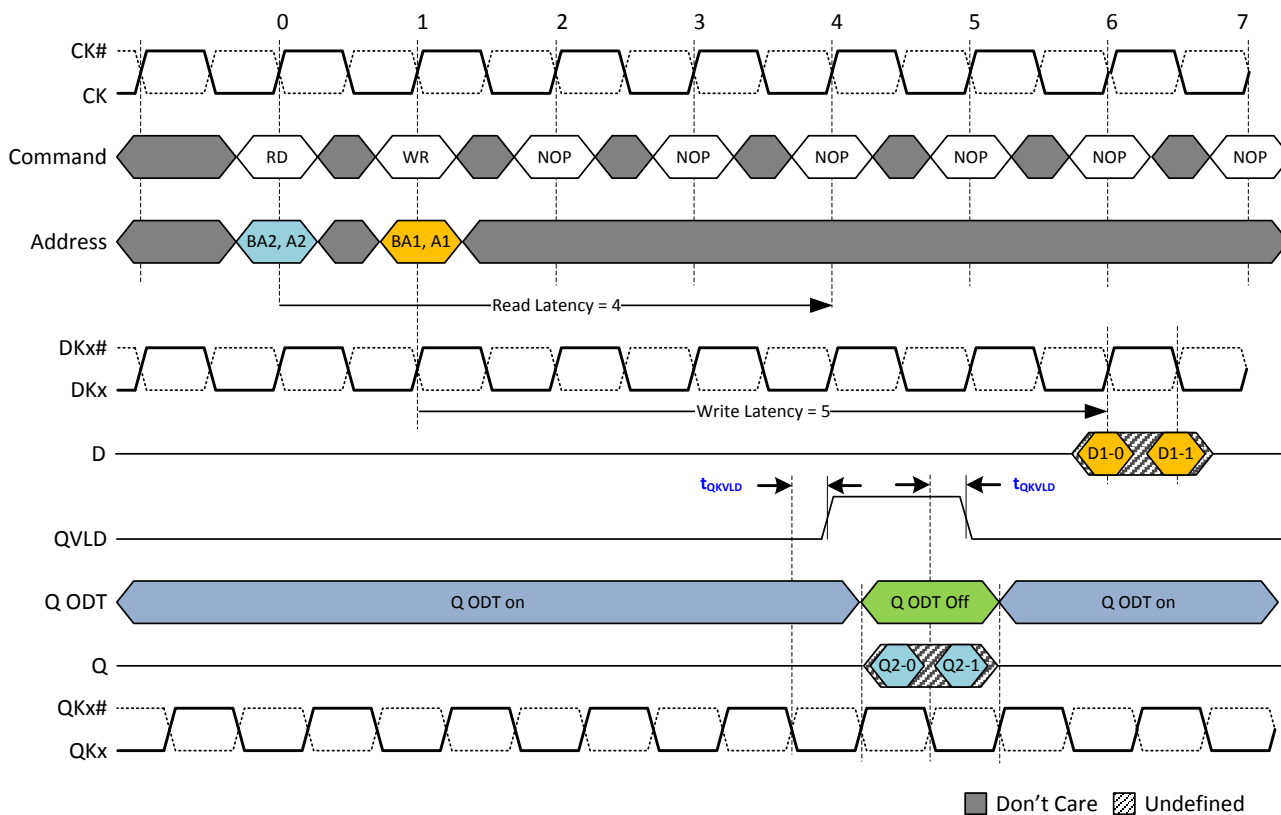 0 1 2 3 4 5 6 7
CK#
CK
Command RD WR NOP NOP NOP NOP NOP NOP
Address BA2, A2 BA1, A1
Read Latency = 4
DKx#
DKx
Write Latency = 5
D D1-0 D1-1
tQKVLD tQKVLD
QVLD
Q ODT Q ODT on Q ODT Off Q ODT on
Q Q2-0 Q2-1
QKx#
QKx
Don't Care Undefined